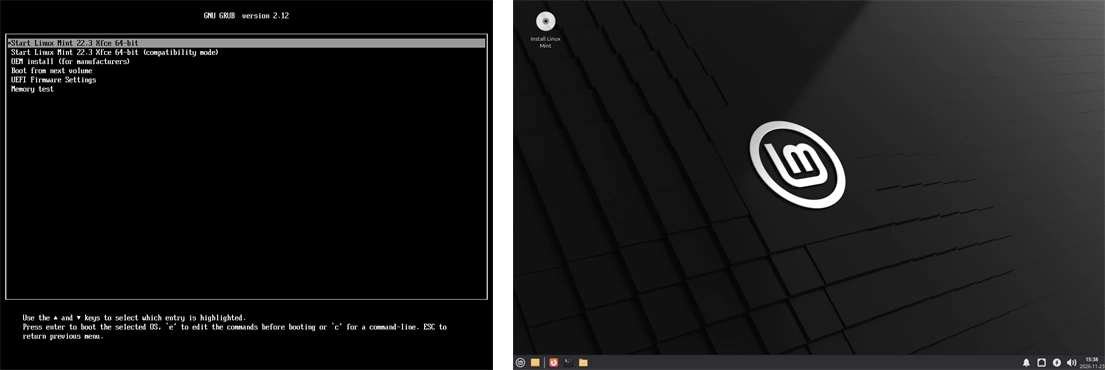 GNU GRUB version 2.12
*Start Linux Mint 22.3 Xfce 64-bit
Start Linux Mint 22.3 Xfce 64-bit (compatibility mode)
OEM install (for manufacturers)
Boot from next volume
UEFI Firmware Settings
Memory test
Use the ▲ and ▼ keys to select which entry is highlighted.
Press enter to boot the selected OS, `e' to edit the commands before booting or `c' for a command-line. ESC to
return previous menu.
Install Linux
Mint
15:38
2026-11-23